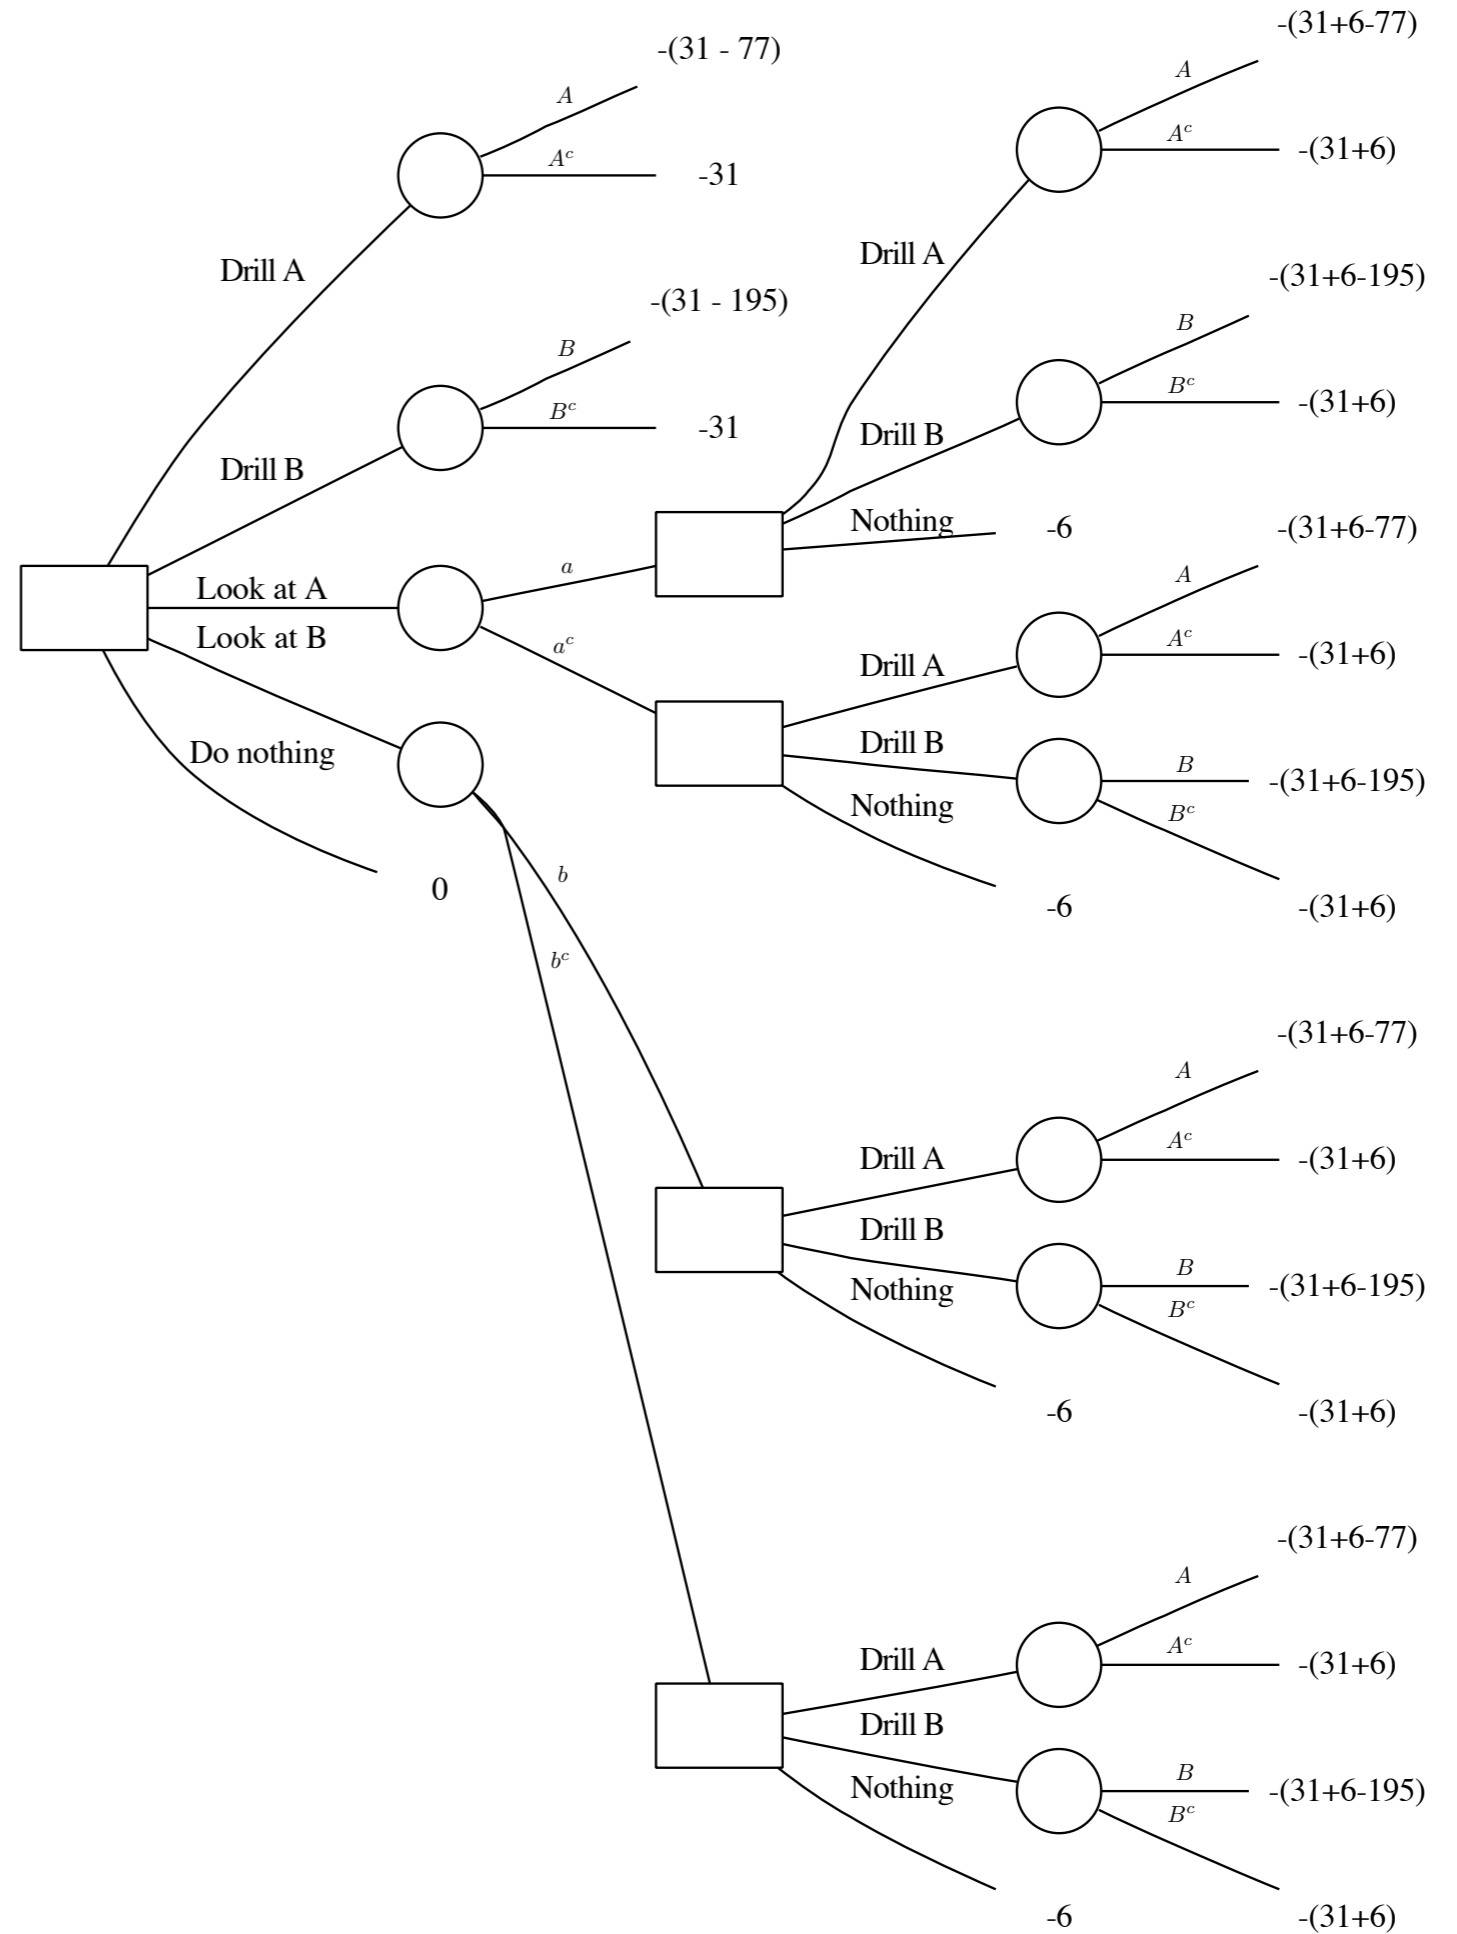 -(31+6-77)
-(31 - 77)
A
A
A^c
-(31+6)
A^c
-31
Drill A
Drill A
-(31+6-195)
-(31 - 195)
B
B
B^c
-(31+6)
B^c
-31
Drill B
Drill B
Nothing
-6
-(31+6-77)
a
A
Look at A
Look at B
a^c
A^c
-(31+6)
Drill A
Drill B
Do nothing
B
-(31+6-195)
Nothing
B^c
b
0
-6
-(31+6)
b^c
-(31+6-77)
A
A^c
-(31+6)
Drill A
Drill B
B
-(31+6-195)
Nothing
B^c
-6
-(31+6)
-(31+6-77)
A
A^c
-(31+6)
Drill A
Drill B
B
-(31+6-195)
Nothing
B^c
-6
-(31+6)